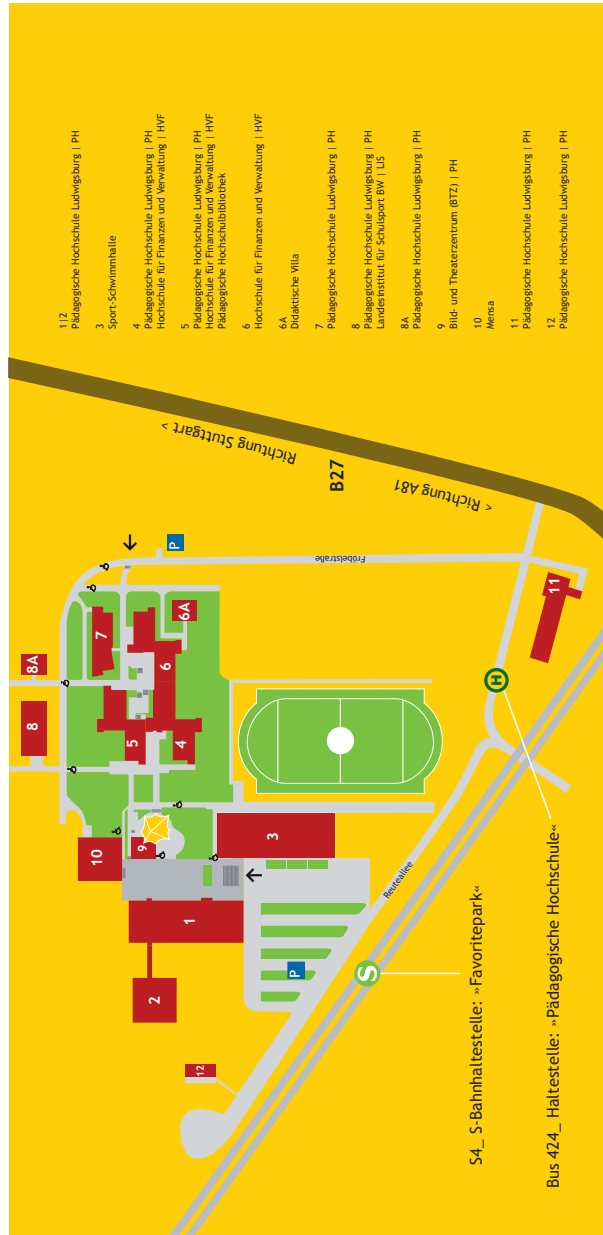 1|2
Pädagogische Hochschule Ludwigsburg | PH
3
Sport-Schwimmhalle
4
Pädagogische Hochschule Ludwigsburg | PH
Hochschule für Finanzen und Verwaltung | HVF
5
Pädagogische Hochschule Ludwigsburg | PH
Hochschule für Finanzen und Verwaltung | HVF
Pädagogische Hochschulbibliothek
6
Hochschule für Finanzen und Verwaltung | HVF
6A
Didaktische Villa
7
Pädagogische Hochschule Ludwigsburg | PH
8
Pädagogische Hochschule Ludwigsburg | PH
Landesinstitut für Schulsport BW | LIS
8A
Pädagogische Hochschule Ludwigsburg | PH
9
Bild- und Theaterzentrum (BTZ) | PH
10
Mensa
11
Pädagogische Hochschule Ludwigsburg | PH
12
Pädagogische Hochschule Ludwigsburg | PH
Richtung Stuttgart >
B27
< Richtung A81
Fröbelstraße
P
8A
8
7
6A
6
5
4
10
9
3
1
2
12
11
P
Reuteallee
S
H
S4_ S-Bahnhaltestelle: »Favoritepark«
Bus 424_ Haltestelle: »Pädagogische Hochschule«